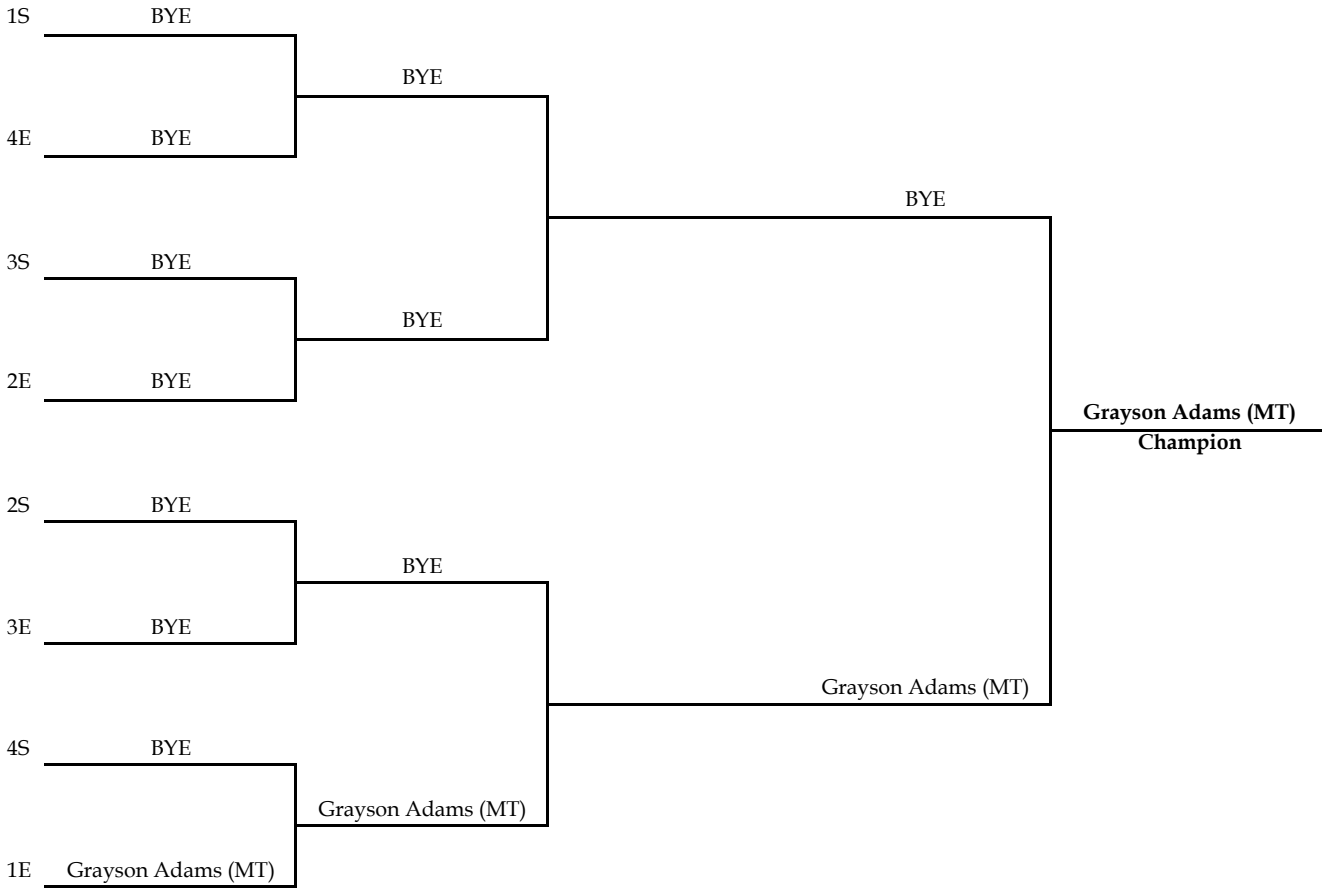 1S BYE
BYE
4E BYE
BYE
3S BYE
BYE
2E BYE
Grayson Adams (MT)
Champion
2S BYE
BYE
3E BYE
Grayson Adams (MT)
4S BYE
Grayson Adams (MT)
1E Grayson Adams (MT)